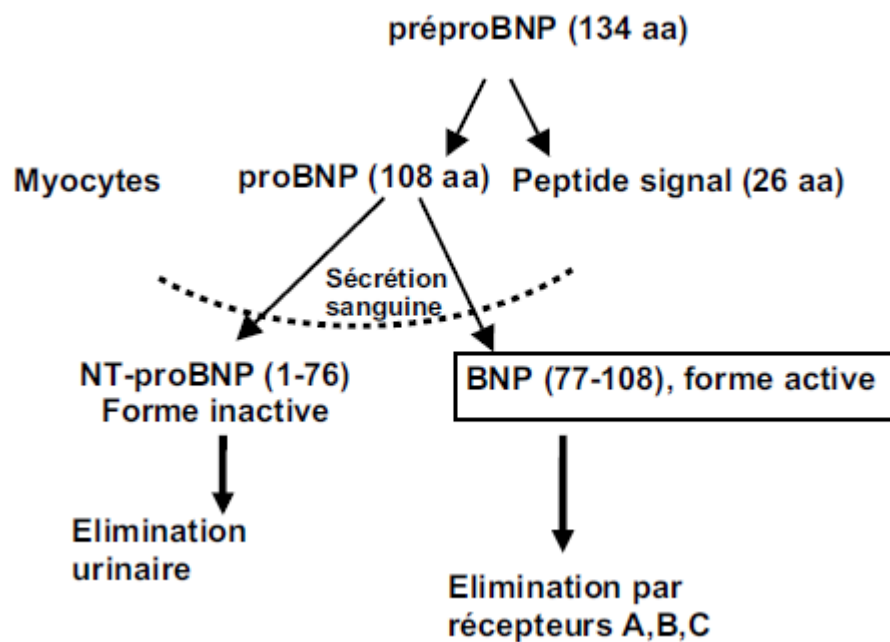 préproBNP (134 aa)
Myocytes
proBNP (108 aa)
Peptide signal (26 aa)
Sécrétion
sanguine
NT-proBNP (1-76)
Forme inactive
BNP (77-108), forme active
Elimination
urinaire
Elimination par
récepteurs A,B,C